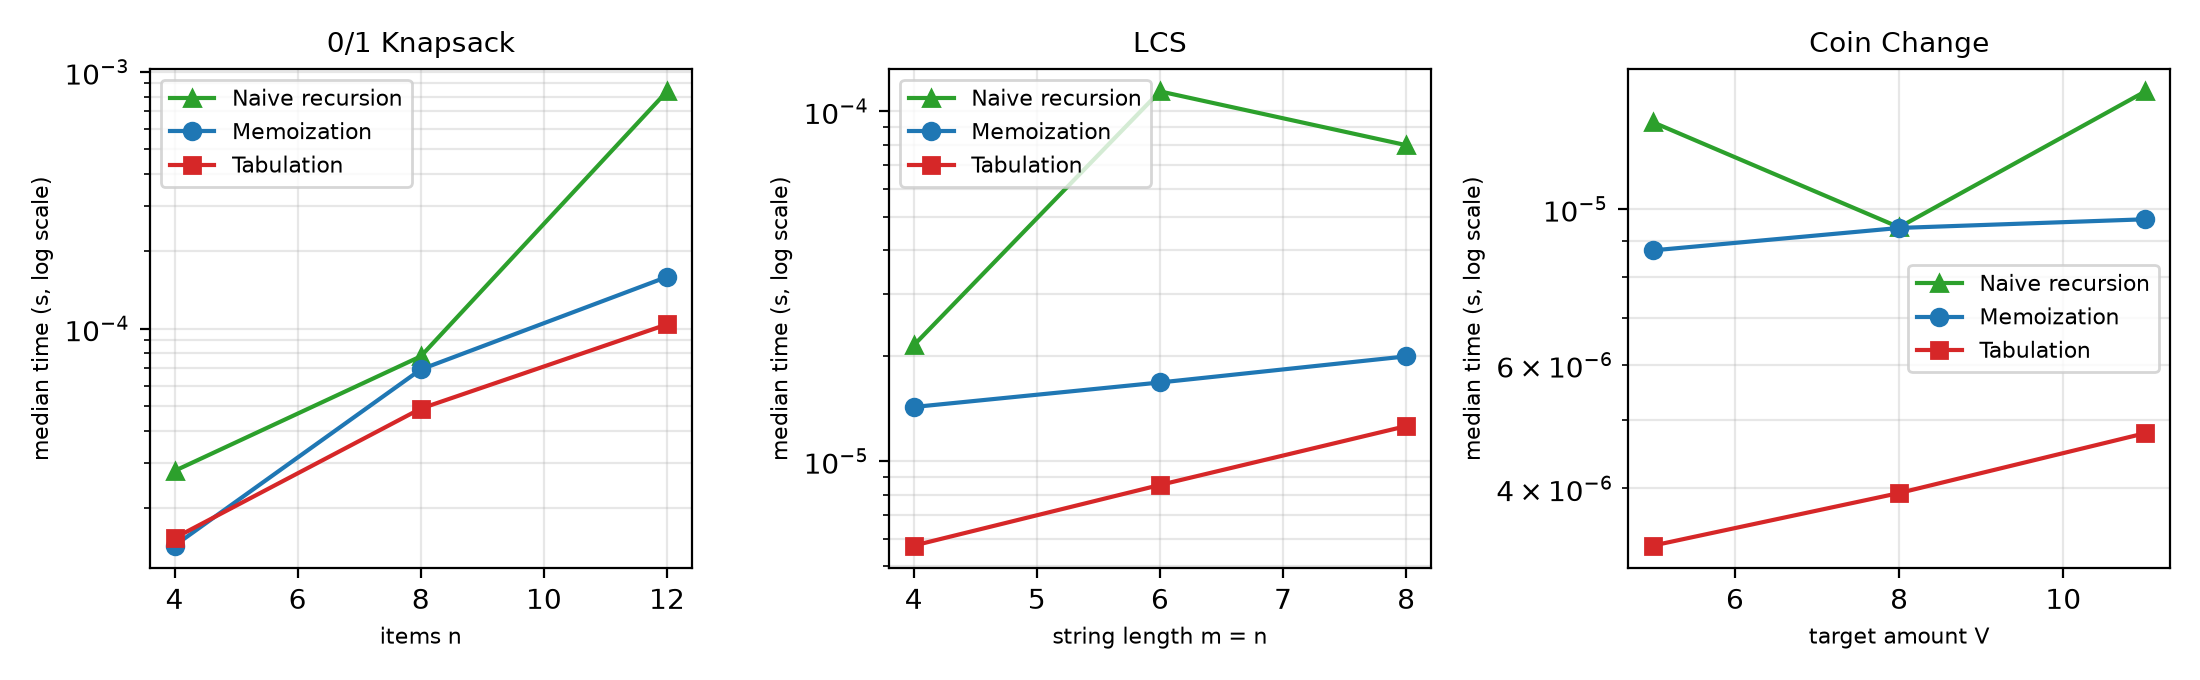 0/1 Knapsack
median time (s, log scale)
10⁻³
10⁻⁴
Naive recursion
Memoization
Tabulation
4 6 8 10 12
items n
LCS
median time (s, log scale)
10⁻⁴
10⁻⁵
Naive recursion
Memoization
Tabulation
4 5 6 7 8
string length m = n
Coin Change
median time (s, log scale)
10⁻⁵
6 × 10⁻⁶
4 × 10⁻⁶
Naive recursion
Memoization
Tabulation
6 8 10
target amount V